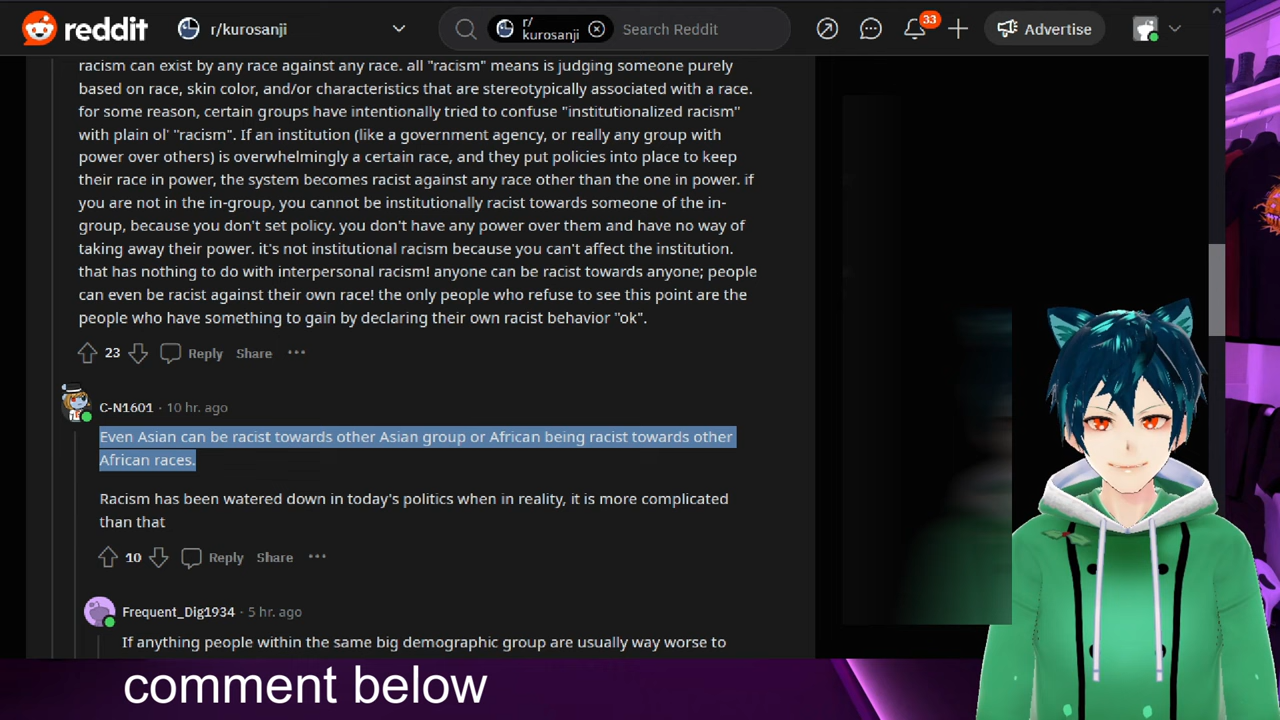 reddit
r/kurosanji
r/
kurosanji
Search Reddit
33
Advertise
racism can exist by any race against any race. all "racism" means is judging someone purely
based on race, skin color, and/or characteristics that are stereotypically associated with a race.
for some reason, certain groups have intentionally tried to confuse "institutionalized racism"
with plain ol' "racism". If an institution (like a government agency, or really any group with
power over others) is overwhelmingly a certain race, and they put policies into place to keep
their race in power, the system becomes racist against any race other than the one in power. if
you are not in the in-group, you cannot be institutionally racist towards someone of the in-
group, because you don't set policy. you don't have any power over them and have no way of
taking away their power. it's not institutional racism because you can't affect the institution.
that has nothing to do with interpersonal racism! anyone can be racist towards anyone; people
can even be racist against their own race! the only people who refuse to see this point are the
people who have something to gain by declaring their own racist behavior "ok".
23 Reply Share
C-N1601 · 10 hr. ago
Even Asian can be racist towards other Asian group or African being racist towards other
African races.
Racism has been watered down in today's politics when in reality, it is more complicated
than that
10 Reply Share
Frequent_Dig1934 · 5 hr. ago
If anything people within the same big demographic group are usually way worse to
comment below